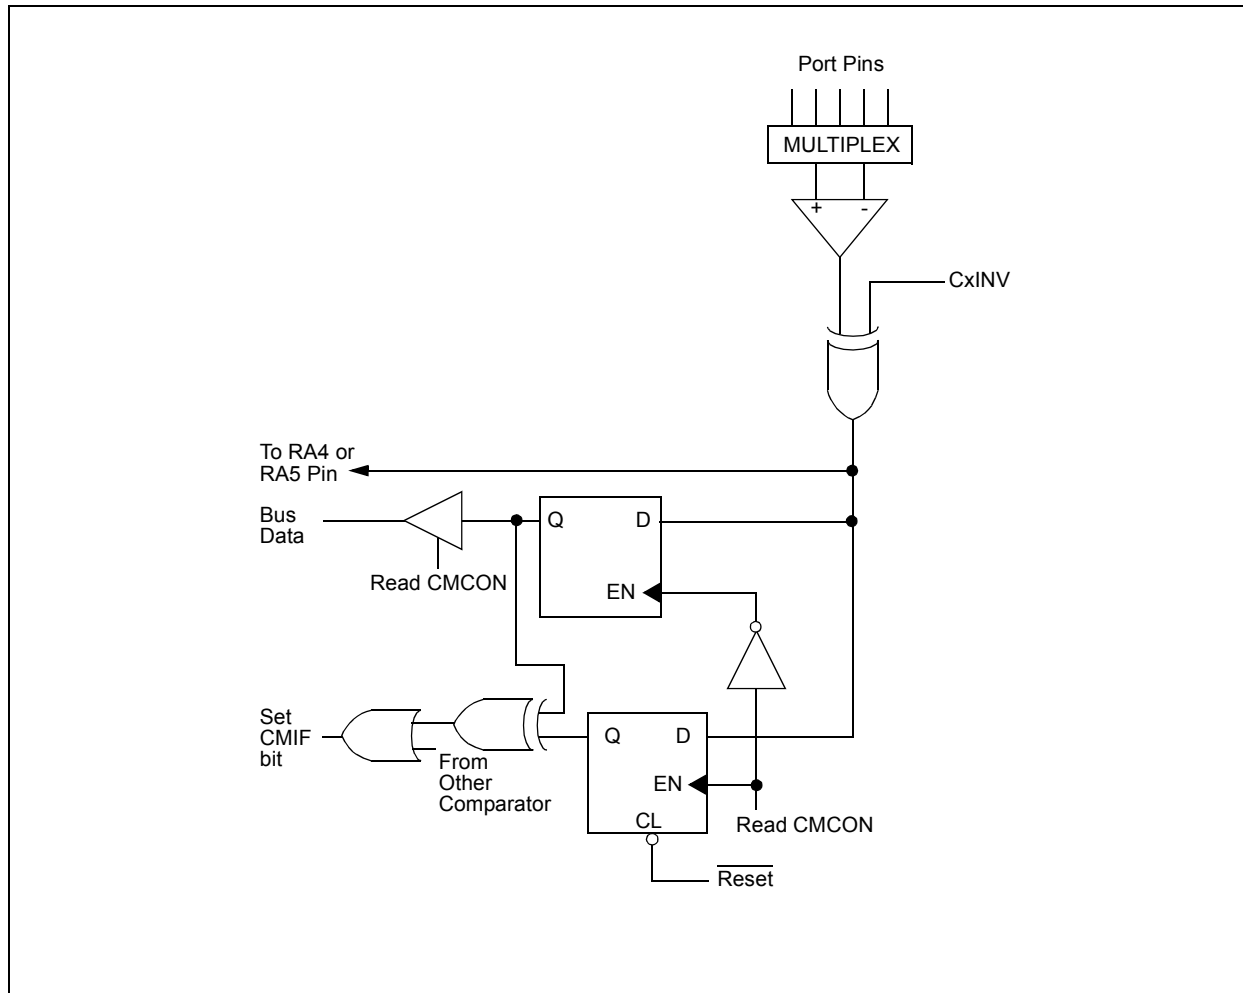 Port Pins
MULTIPLEX
+ -
CxINV
To RA4 or
RA5 Pin
Bus
Data
Q D
EN
Read CMCON
Set
CMIF
bit
From
Other
Comparator
Q D
EN
CL
Read CMCON
Reset